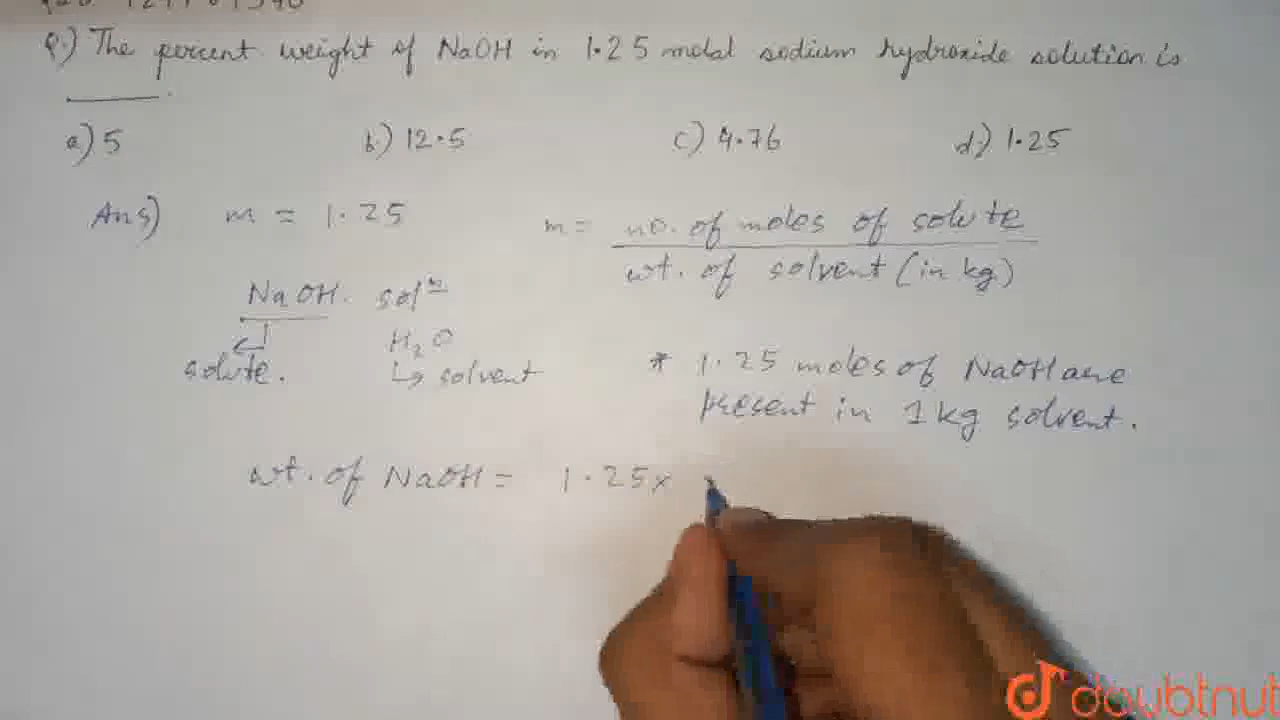 Q.) The percent weight of NaOH in 1.25 molal sodium hydroxide solution is
______.
a) 5 b.) 12.5 c.) 4.76 d.) 1.25
Ans) m = 1.25 m = no. of moles of solute
wt. of solvent (in kg)
NaOH. solⁿ
H₂O
solute. ↳ solvent
* 1.25 moles of NaOH are
present in 1 kg solvent.
wt. of NaOH = 1.25 x
doubtnut